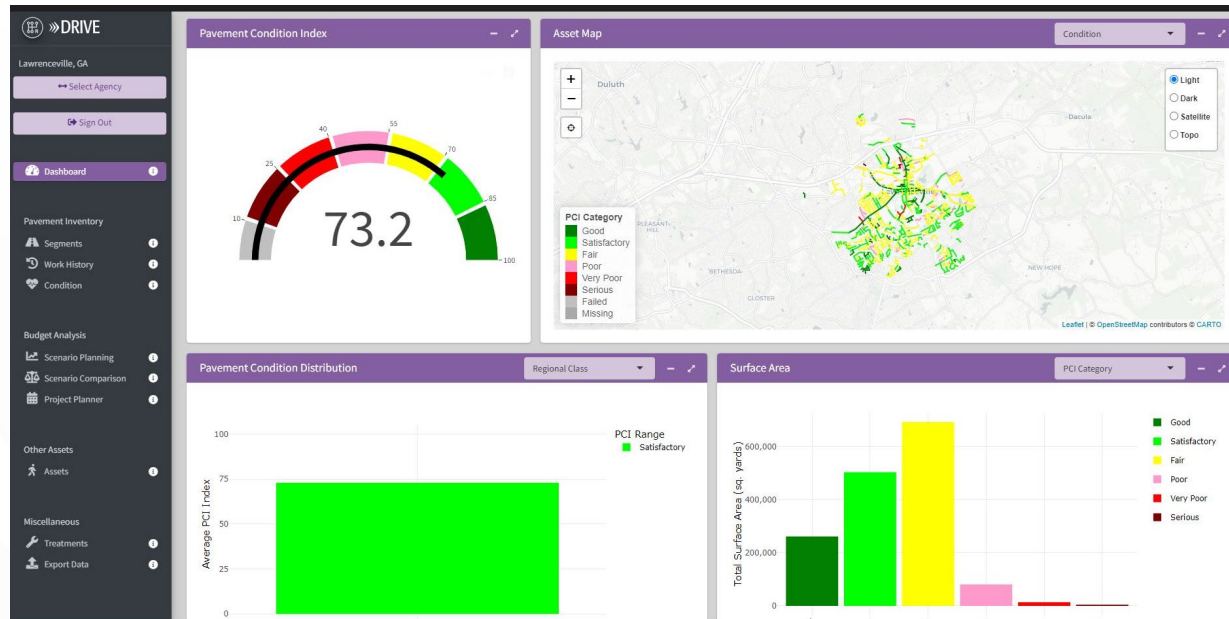 »DRIVE
Lawrenceville, GA
Select Agency
Sign Out
Dashboard
Pavement Inventory
Segments
Work History
Condition
Budget Analysis
Scenario Planning
Scenario Comparison
Project Planner
Other Assets
Assets
Miscellaneous
Treatments
Export Data
Pavement Condition Index
10
25
40
55
70
85
100
73.2
Asset Map
Condition
+
−
Duluth
Dacula
PLEASANT HILL
BETHESDA
CLOSTER
NEW HOPE
Light
Dark
Satellite
Topo
PCI Category
Good
Satisfactory
Fair
Poor
Very Poor
Serious
Failed
Missing
Leaflet | © OpenStreetMap contributors © CARTO
Pavement Condition Distribution
Regional Class
100
75
50
25
0
Average PCI Index
PCI Range
Satisfactory
Surface Area
PCI Category
600,000
400,000
200,000
0
Total Surface Area (sq. yards)
Good
Satisfactory
Fair
Poor
Very Poor
Serious